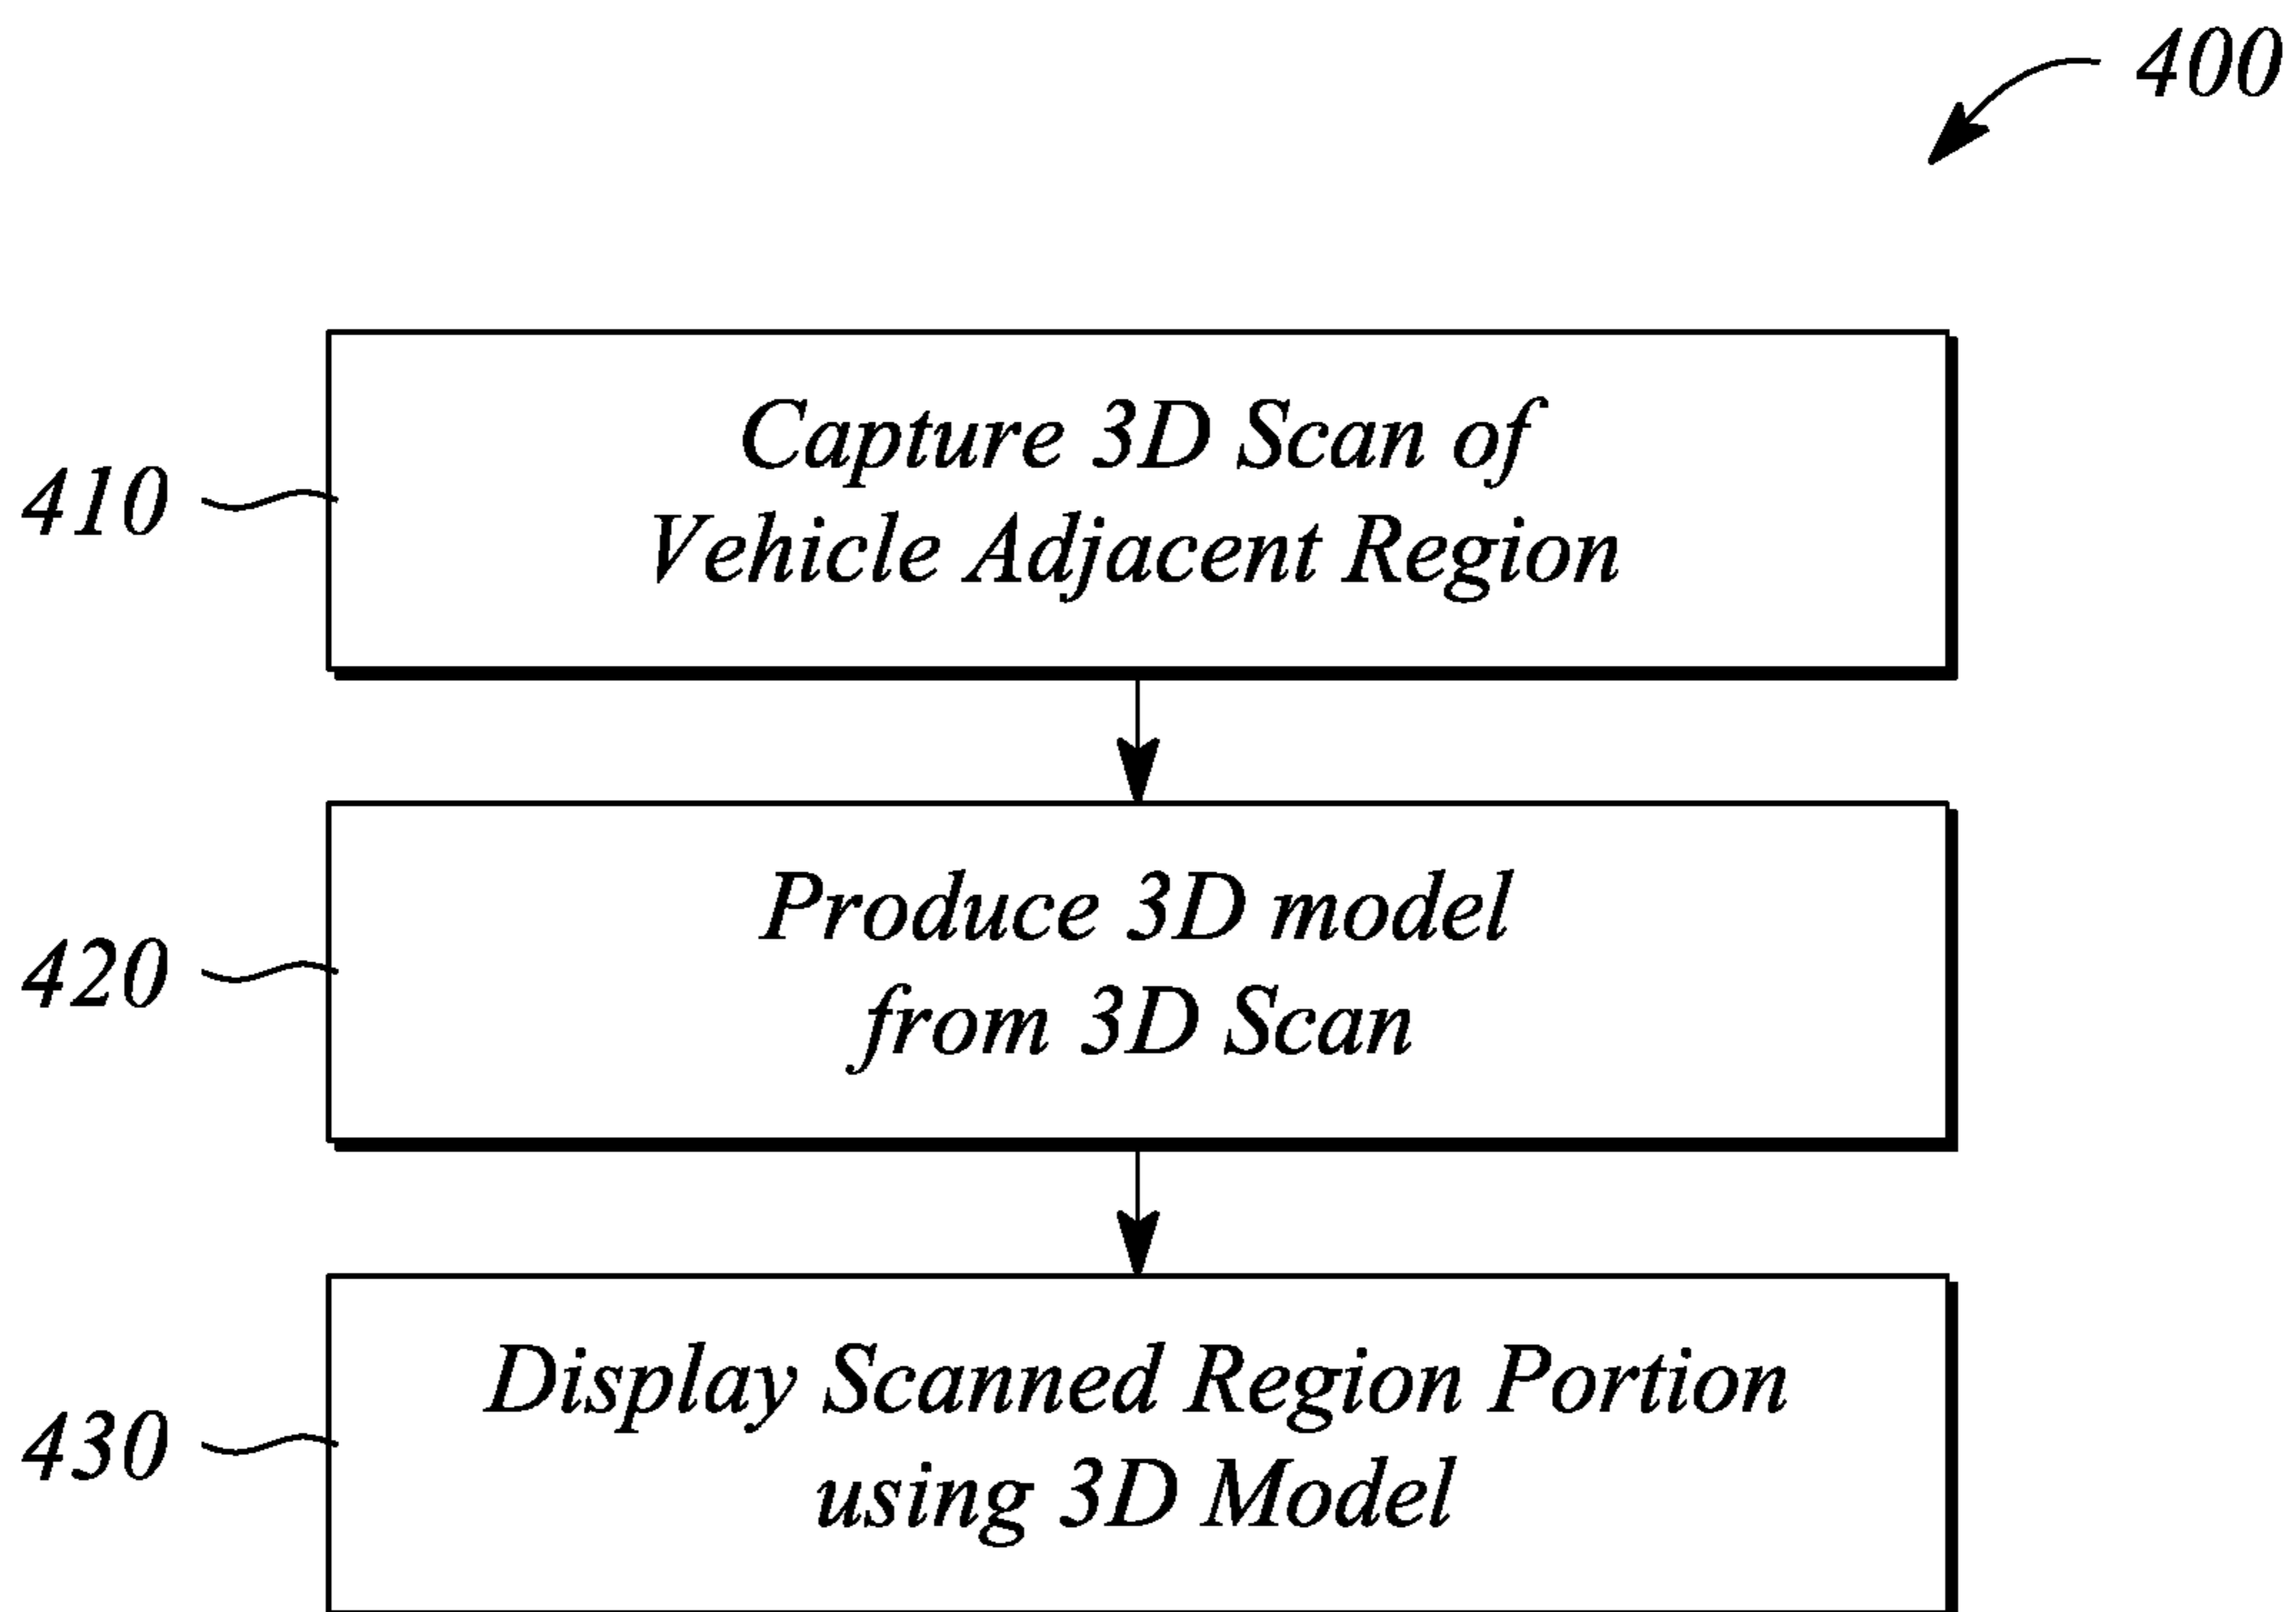 400
410
Capture 3D Scan of
Vehicle Adjacent Region
420
Produce 3D model
from 3D Scan
430
Display Scanned Region Portion
using 3D Model